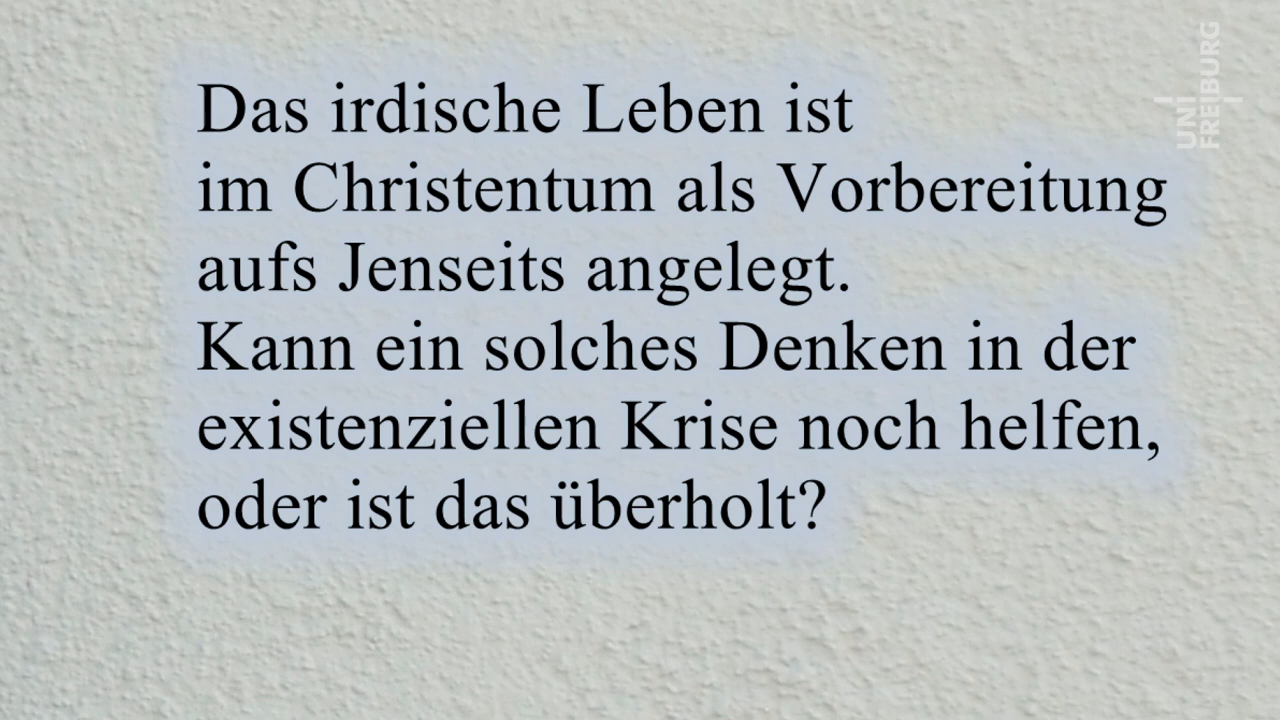 Das irdische Leben ist
im Christentum als Vorbereitung
aufs Jenseits angelegt.
Kann ein solches Denken in der
existenziellen Krise noch helfen,
oder ist das überholt?
UNI
FREIBURG